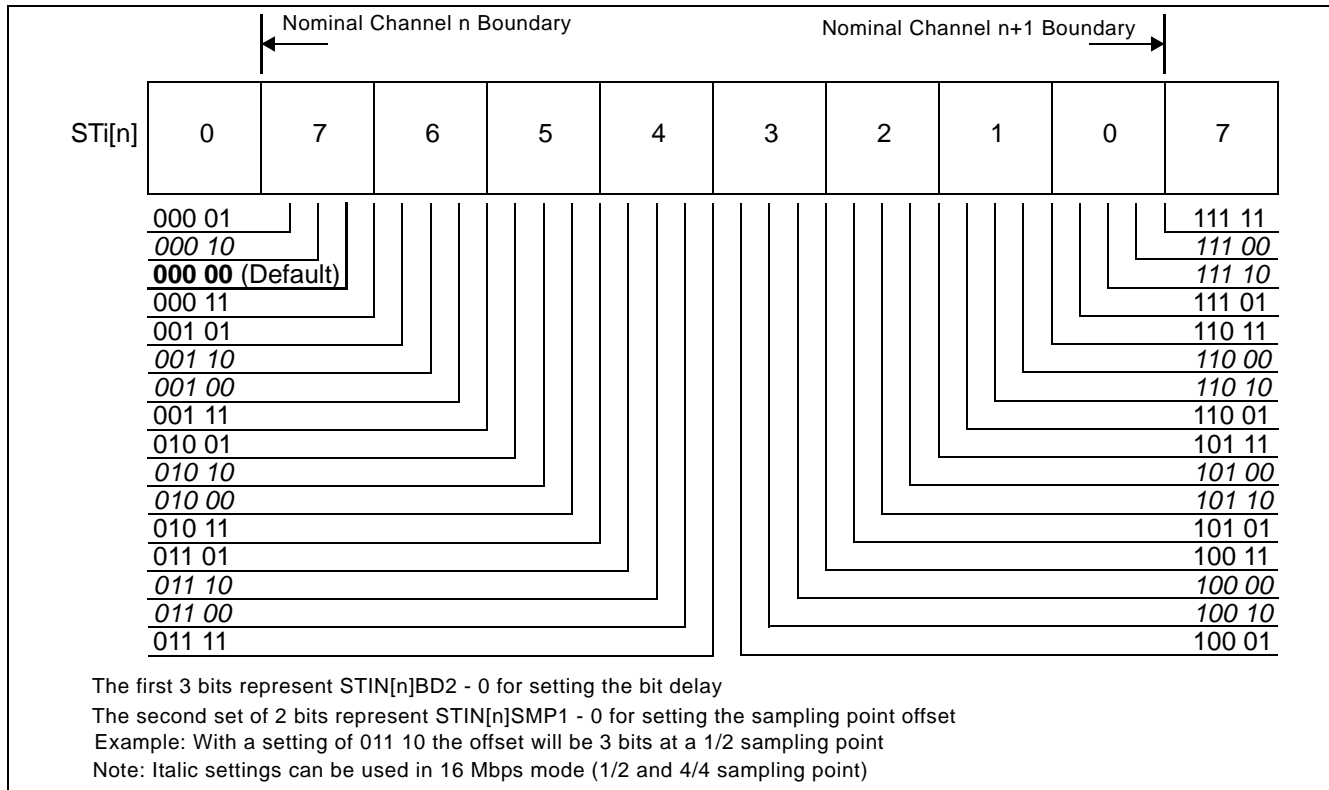 Nominal Channel n Boundary
Nominal Channel n+1 Boundary
STi[n] 0 7 6 5 4 3 2 1 0 7
000 01 111 11
000 10 111 00
000 00 (Default) 111 10
000 11 111 01
001 01 110 11
001 10 110 00
001 00 110 10
001 11 110 01
010 01 101 11
010 10 101 00
010 00 101 10
010 11 101 01
011 01 100 11
011 10 100 00
011 00 100 10
011 11 100 01
The first 3 bits represent STIN[n]BD2 - 0 for setting the bit delay
The second set of 2 bits represent STIN[n]SMP1 - 0 for setting the sampling point offset
Example: With a setting of 011 10 the offset will be 3 bits at a 1/2 sampling point
Note: Italic settings can be used in 16 Mbps mode (1/2 and 4/4 sampling point)